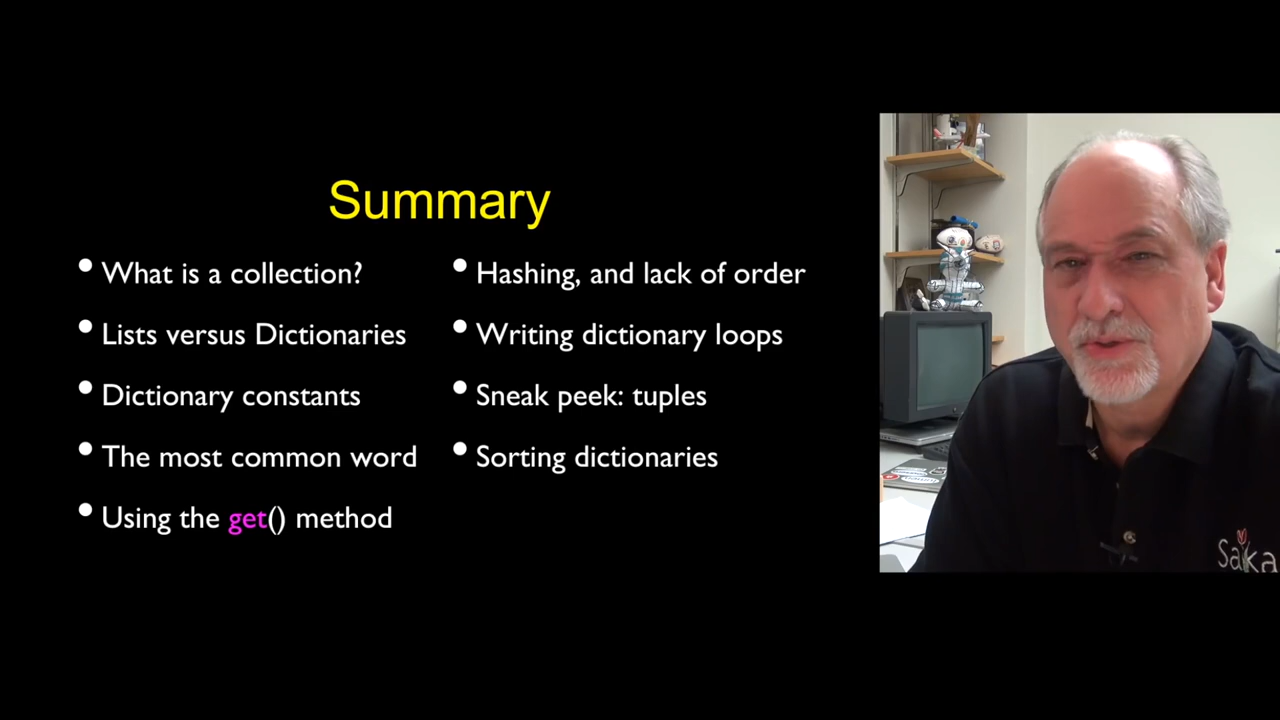 Summary
• What is a collection?
• Lists versus Dictionaries
• Dictionary constants
• The most common word
• Using the get() method
• Hashing, and lack of order
• Writing dictionary loops
• Sneak peek: tuples
• Sorting dictionaries
Sakai